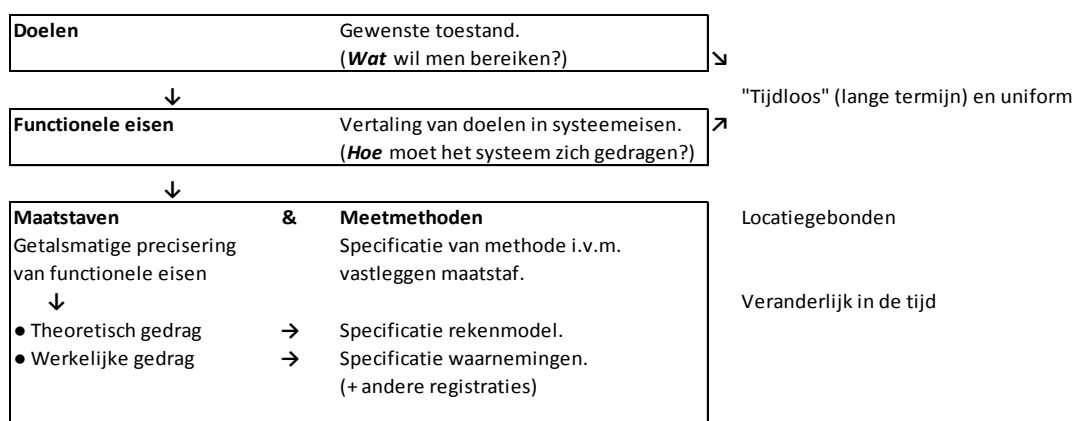 Doelen Gewenste toestand.
(Wat wil men bereiken?) ↘
↓ "Tijdloos" (lange termijn) en uniform
Functionele eisen Vertaling van doelen in systeemeisen. ↗
(Hoe moet het systeem zich gedragen?)
↓
Maatstaven & Meetmethoden Locatiegebonden
Getalsmatige precisering Specificatie van methode i.v.m.
van functionele eisen vastleggen maatstaf.
↓ Veranderlijk in de tijd
● Theoretisch gedrag → Specificatie rekenmodel.
● Werkelijke gedrag → Specificatie waarnemingen.
(+ andere registraties)